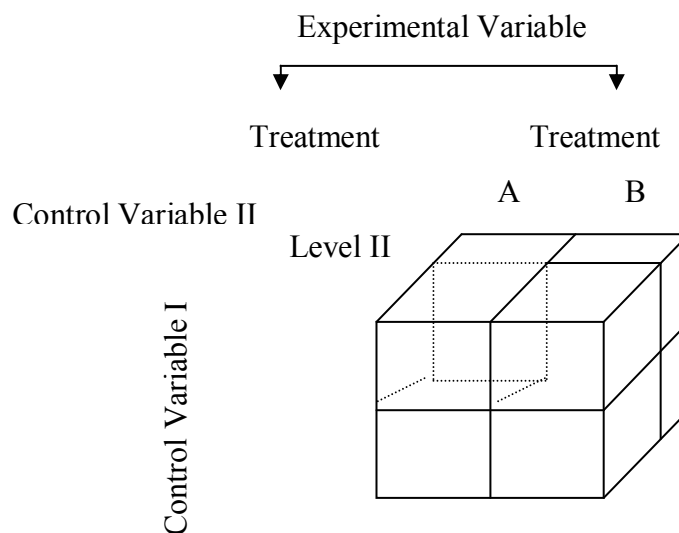 Experimental Variable
Treatment Treatment
A B
Control Variable II
Level II
Control Variable I